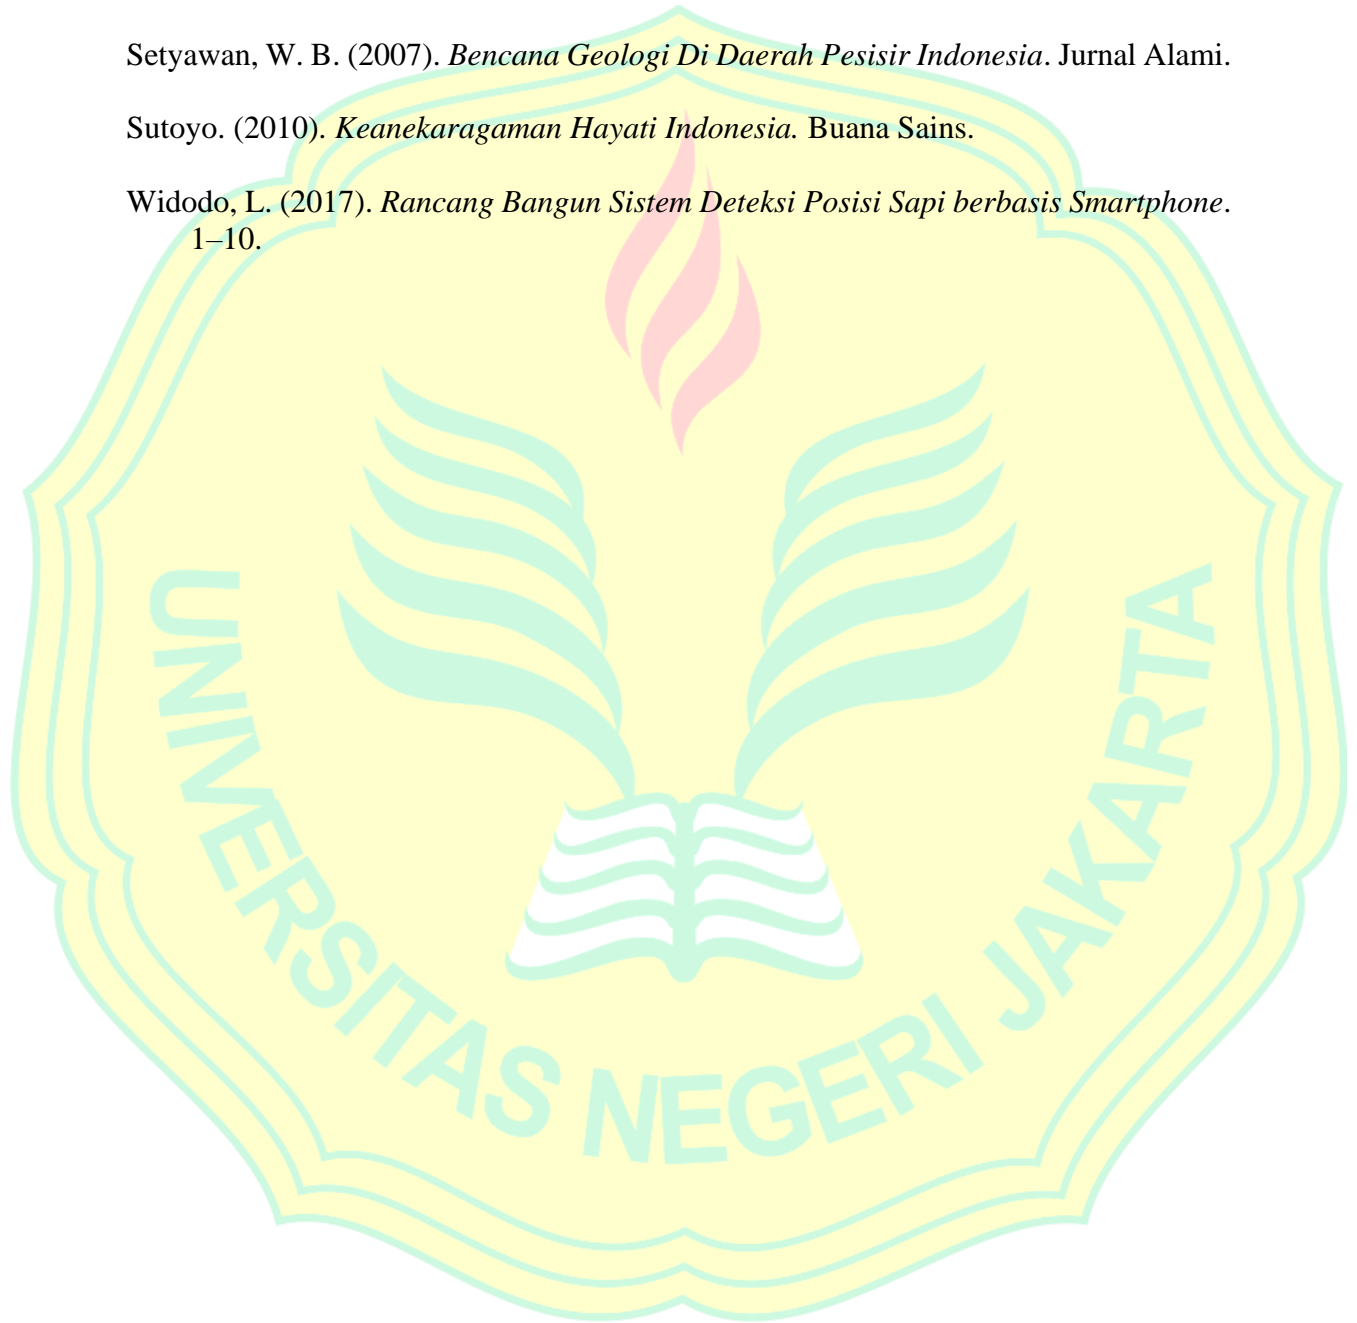 Setyawan, W. B. (2007). Bencana Geologi Di Daerah Pesisir Indonesia. Jurnal Alami.
Sutoyo. (2010). Keanekaragaman Hayati Indonesia. Buana Sains.
Widodo, L. (2017). Rancang Bangun Sistem Deteksi Posisi Sapi berbasis Smartphone.
1–10.
UNIVERSITAS NEGERI JAKARTA